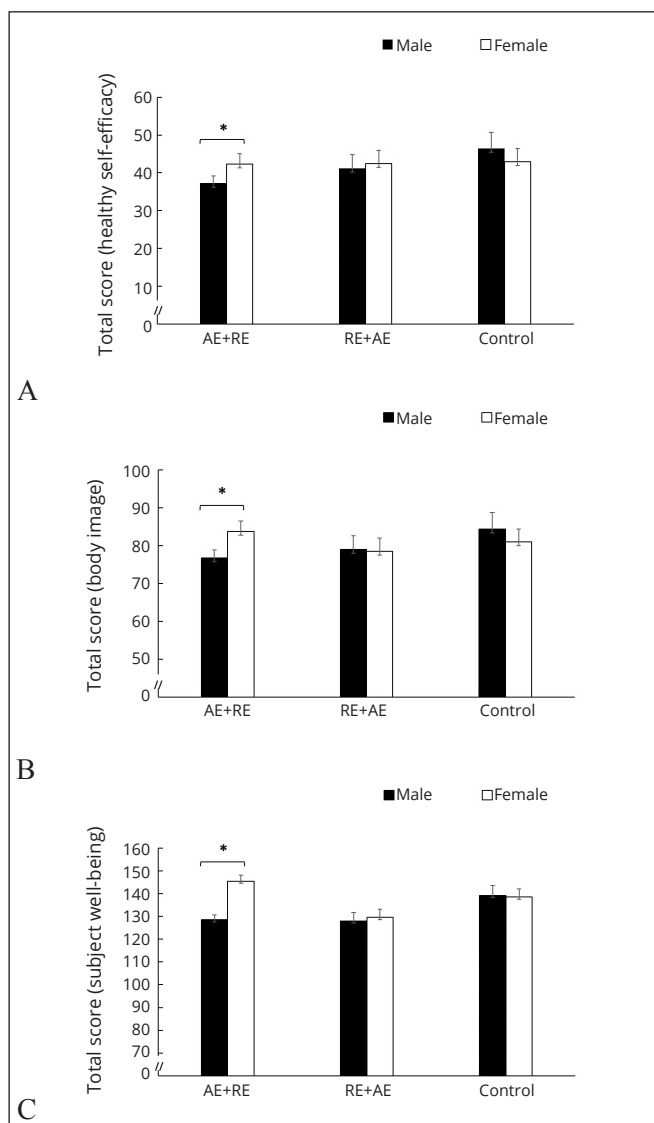 Male Female
Total score (healthy self-efficacy)
60
50
40
30
20
10
0
*
AE+RE RE+AE Control
A
Male Female
Total score (body image)
100
90
80
70
60
50
0
*
AE+RE RE+AE Control
B
Male Female
Total score (subject well-being)
160
150
140
130
120
110
100
90
80
70
0
*
AE+RE RE+AE Control
C